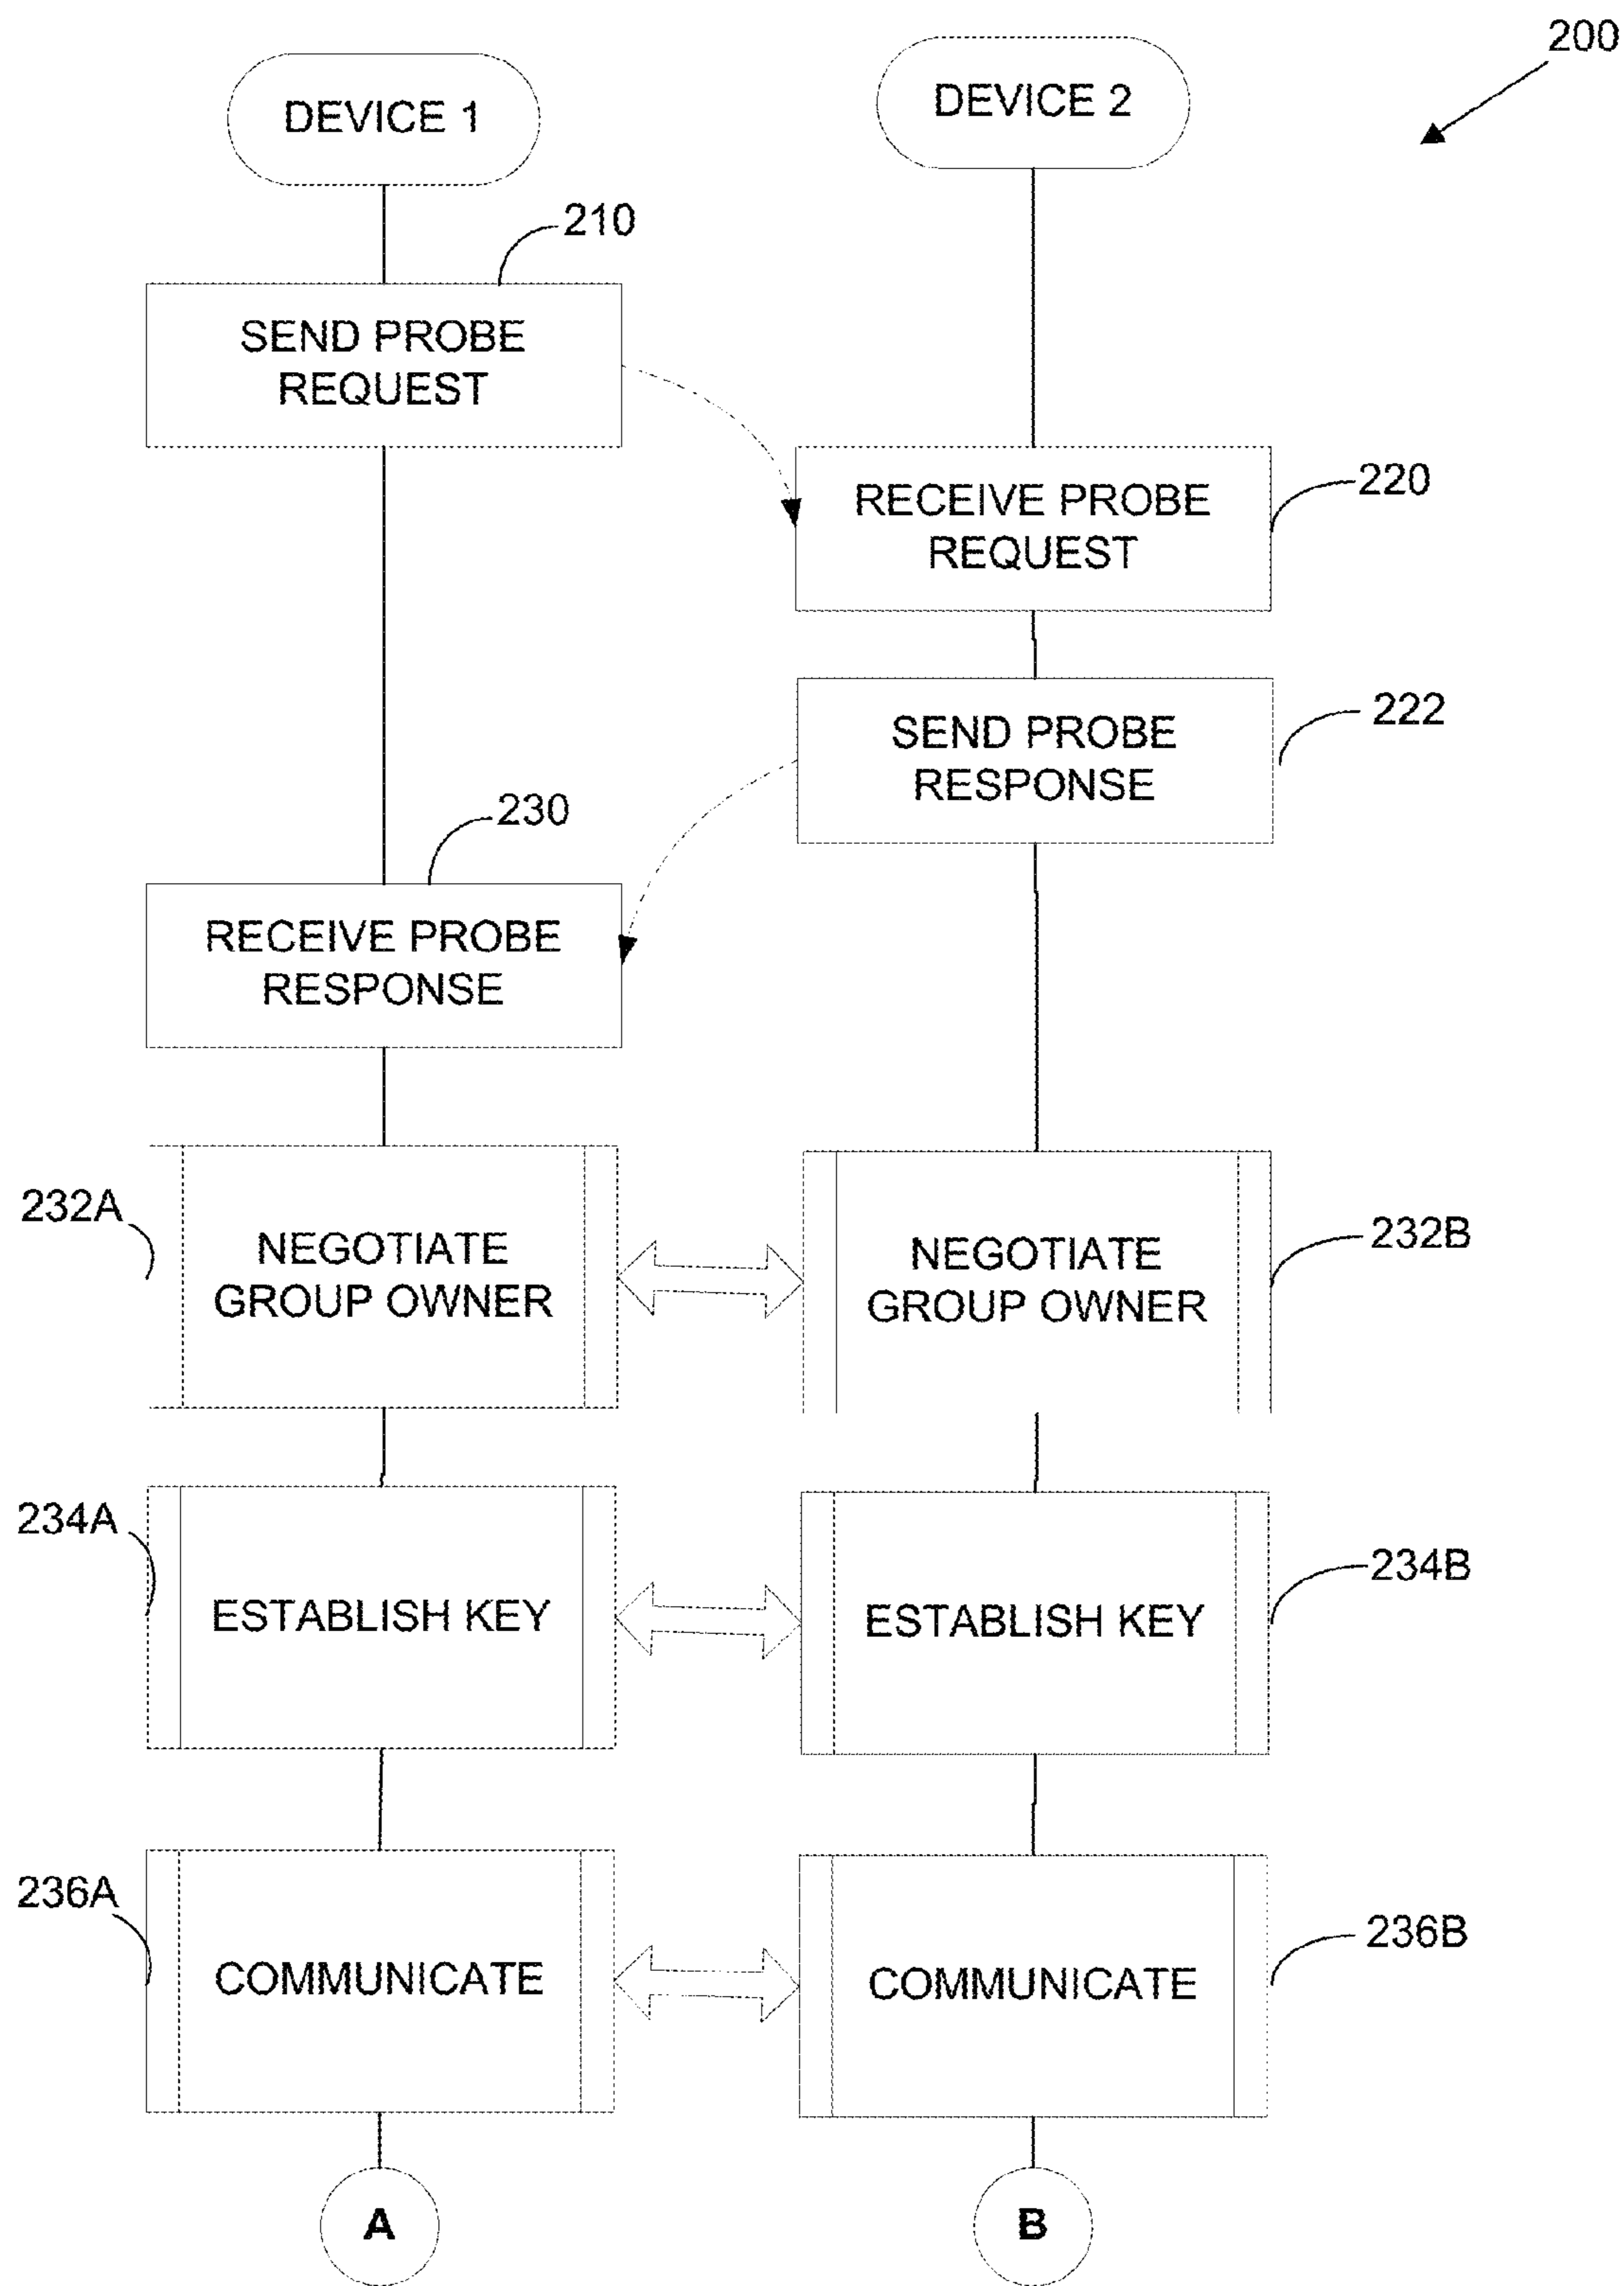 200
DEVICE 1
DEVICE 2
210
SEND PROBE
REQUEST
RECEIVE PROBE
REQUEST
220
SEND PROBE
RESPONSE
222
230
RECEIVE PROBE
RESPONSE
232A
NEGOTIATE
GROUP OWNER
NEGOTIATE
GROUP OWNER
232B
234A
ESTABLISH KEY
ESTABLISH KEY
234B
236A
COMMUNICATE
COMMUNICATE
236B
A
B